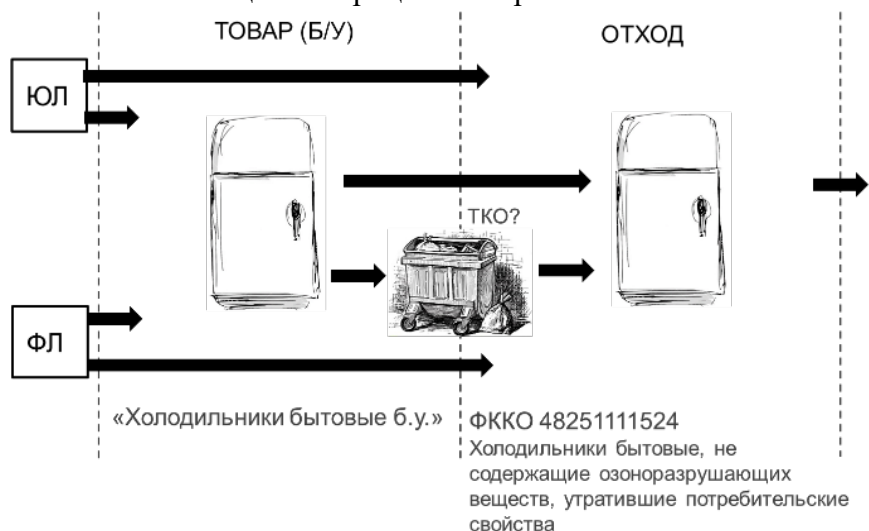 ТОВАР (Б/У)
ОТХОД
ЮЛ
ТКО?
ФЛ
«Холодильники бытовые б.у.»
ФККО 48251111524
Холодильники бытовые, не
содержащие озоноразрушающих
веществ, утратившие потребительские
свойства